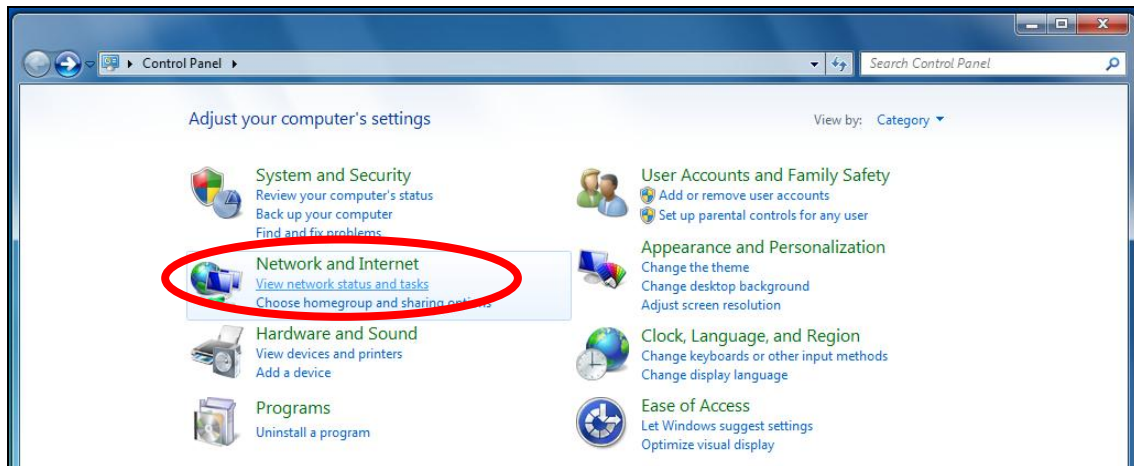 Control Panel
Search Control Panel
Adjust your computer's settings
View by: Category
System and Security
Review your computer's status
Back up your computer
Find and fix problems
Network and Internet
View network status and tasks
Choose homegroup and sharing options
Hardware and Sound
View devices and printers
Add a device
Programs
Uninstall a program
User Accounts and Family Safety
Add or remove user accounts
Set up parental controls for any user
Appearance and Personalization
Change the theme
Change desktop background
Adjust screen resolution
Clock, Language, and Region
Change keyboards or other input methods
Change display language
Ease of Access
Let Windows suggest settings
Optimize visual display